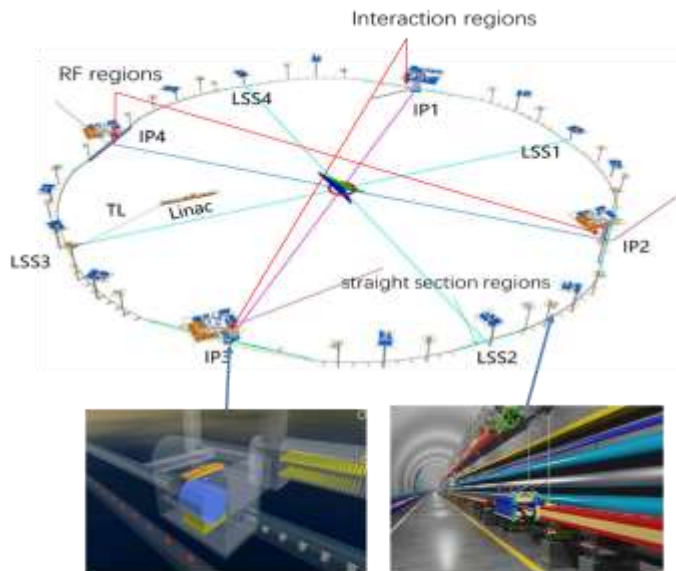 Interaction regions
RF regions
LSS4
IP1
IP4
LSS1
TL
Linac
IP2
LSS3
straight section regions
IP3
LSS2